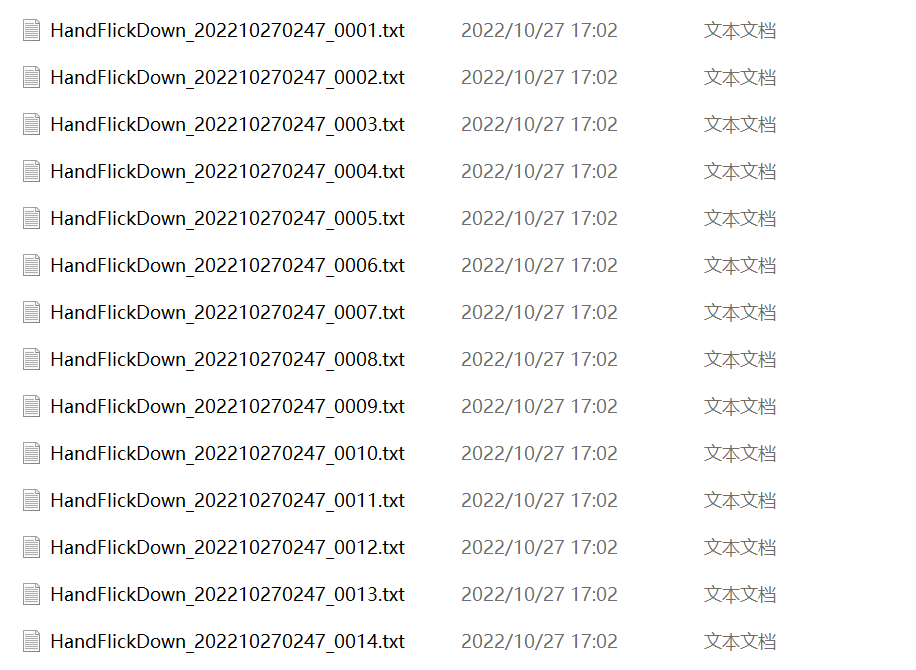 HandFlickDown_202210270247_0001.txt 2022/10/27 17:02 文本文档
HandFlickDown_202210270247_0002.txt 2022/10/27 17:02 文本文档
HandFlickDown_202210270247_0003.txt 2022/10/27 17:02 文本文档
HandFlickDown_202210270247_0004.txt 2022/10/27 17:02 文本文档
HandFlickDown_202210270247_0005.txt 2022/10/27 17:02 文本文档
HandFlickDown_202210270247_0006.txt 2022/10/27 17:02 文本文档
HandFlickDown_202210270247_0007.txt 2022/10/27 17:02 文本文档
HandFlickDown_202210270247_0008.txt 2022/10/27 17:02 文本文档
HandFlickDown_202210270247_0009.txt 2022/10/27 17:02 文本文档
HandFlickDown_202210270247_0010.txt 2022/10/27 17:02 文本文档
HandFlickDown_202210270247_0011.txt 2022/10/27 17:02 文本文档
HandFlickDown_202210270247_0012.txt 2022/10/27 17:02 文本文档
HandFlickDown_202210270247_0013.txt 2022/10/27 17:02 文本文档
HandFlickDown_202210270247_0014.txt 2022/10/27 17:02 文本文档